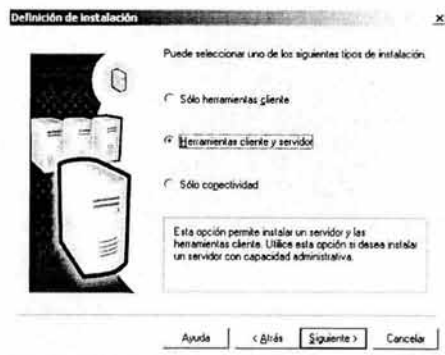 Definición de instalación
Puede seleccionar uno de los siguientes tipos de instalación.
Sólo herramientas cliente
Herramientas cliente y servidor
Sólo conectividad
Esta opción permite instalar un servidor y las
herramientas cliente. Utilice esta opción si desea instalar
un servidor con capacidad administrativa.
Ayuda
< Atrás
Siguiente >
Cancelar